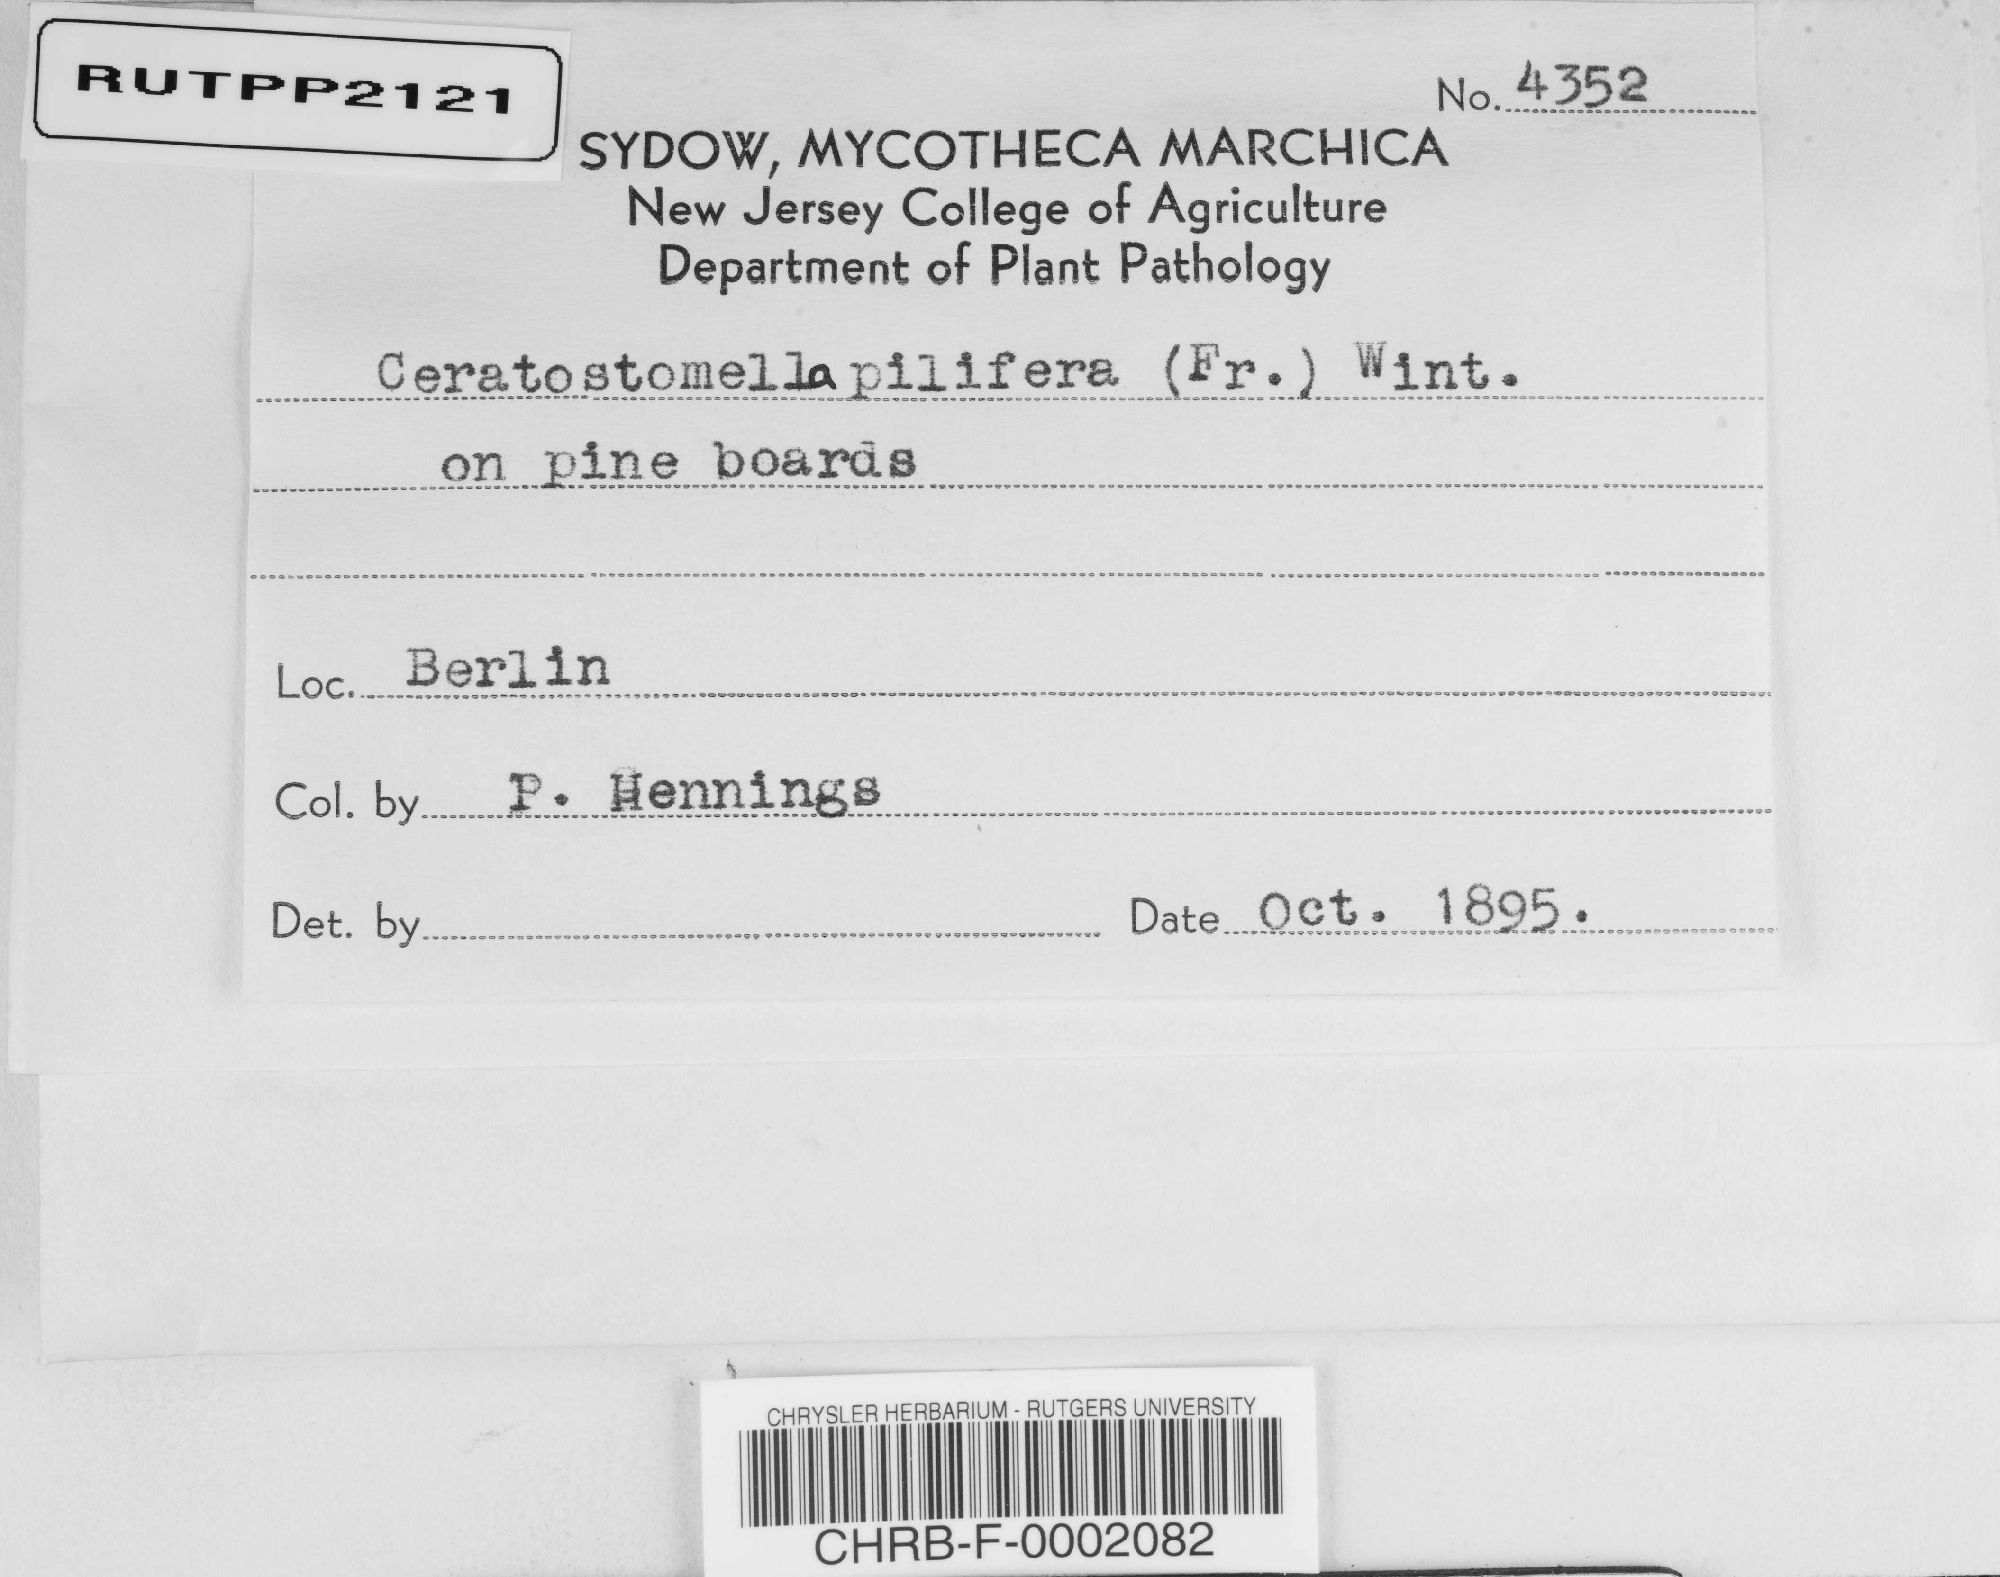 RUTPP2121
No. 4352
SYDOW, MYCOTHECA MARCHICA
New Jersey College of Agriculture
Department of Plant Pathology
Ceratostomella pilifera (Fr.) Wint.
on pine boards
Loc. Berlin
Col. by P. Hennings
Det. by Date Oct. 1895.
CHRYSLER HERBARIUM - RUTGERS UNIVERSITY
CHRB-F-0002082